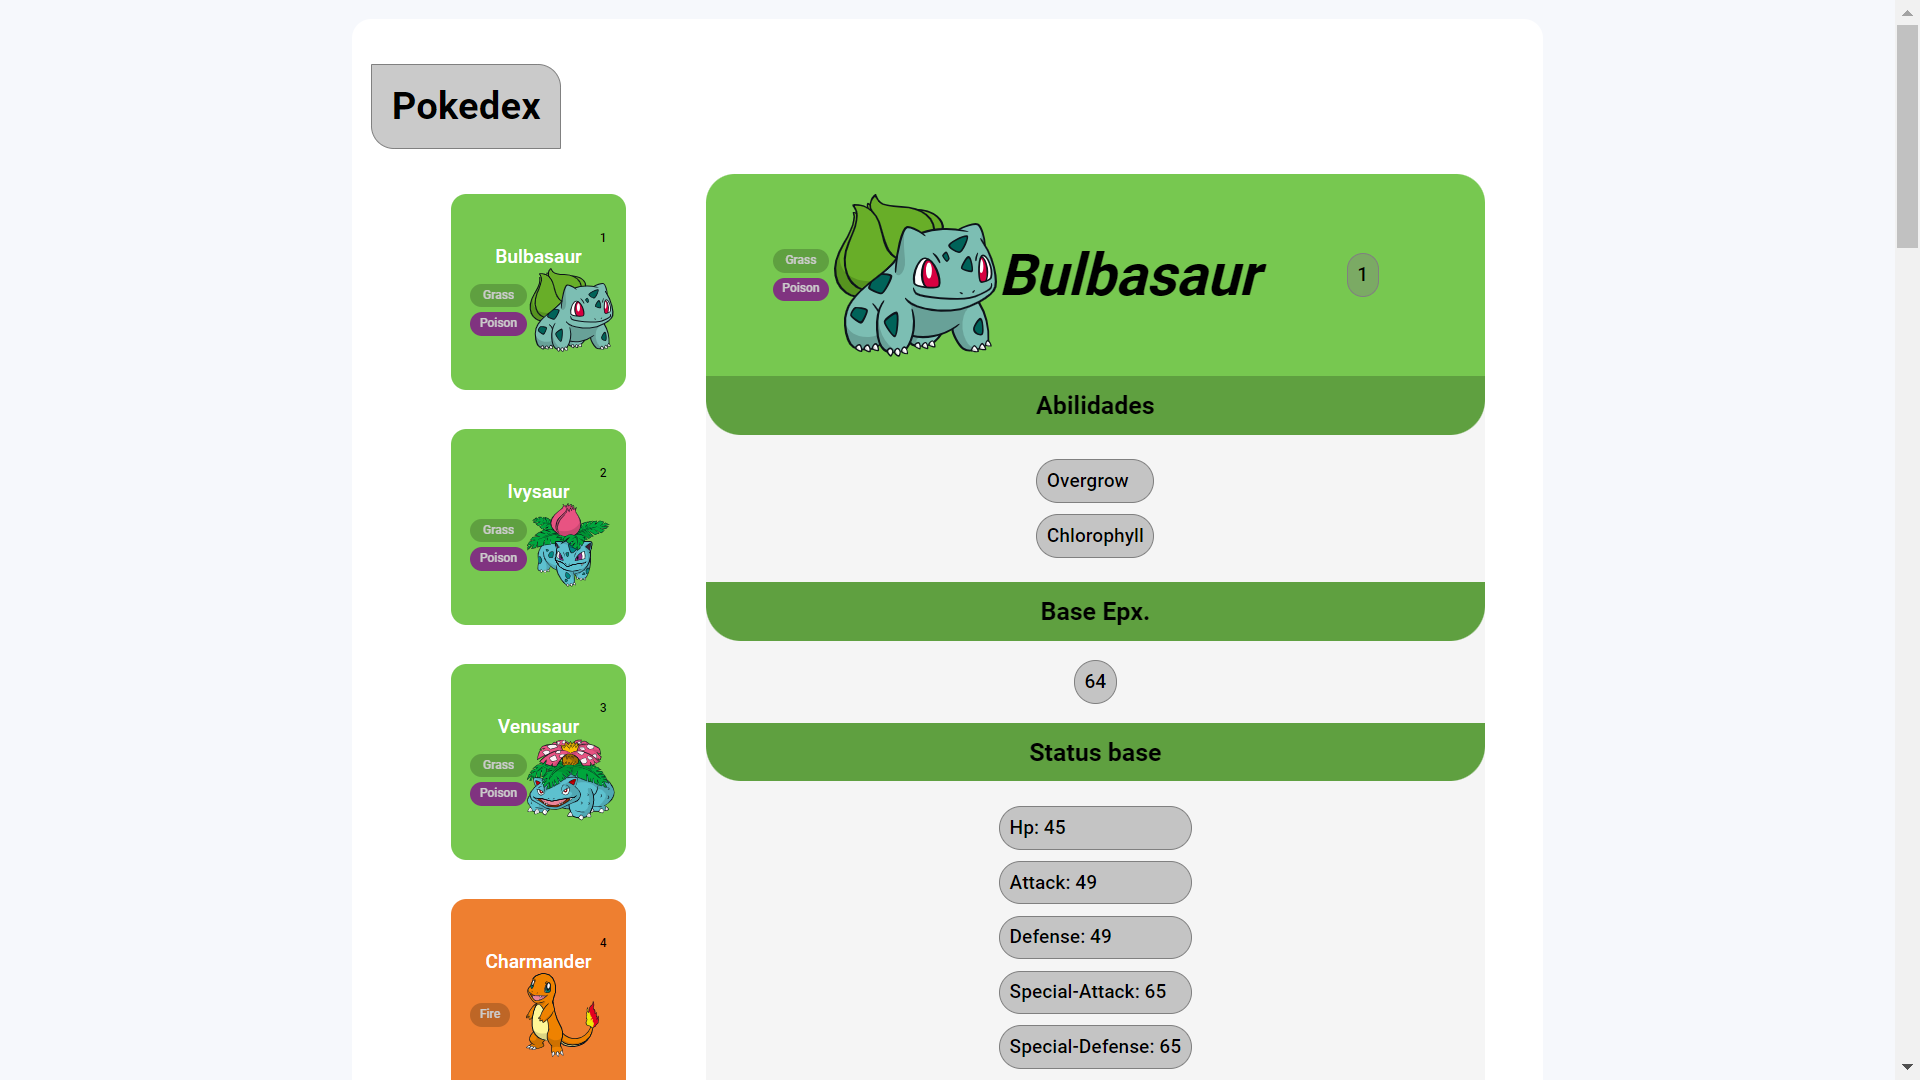 Pokedex
1
Bulbasaur
Grass
Poison
2
Ivysaur
Grass
Poison
3
Venusaur
Grass
Poison
4
Charmander
Fire
Grass
Poison
Bulbasaur
1
Abilidades
Overgrow
Chlorophyll
Base Epx.
64
Status base
Hp: 45
Attack: 49
Defense: 49
Special-Attack: 65
Special-Defense: 65